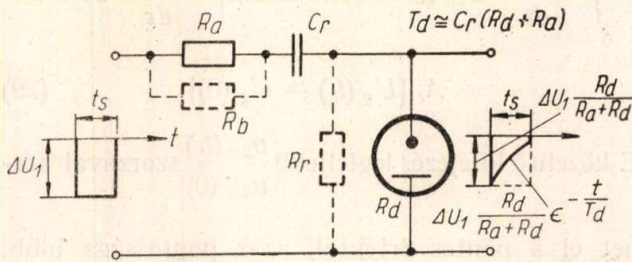 Ra Cr Td ≅ Cr (Rd + Ra)
Rb
ts t
ΔU1
Rr
Rd
ts ΔU1 Rd / Ra + Rd
ΔU1 Rd / Ra + Rd ϵ^(-t/Td)